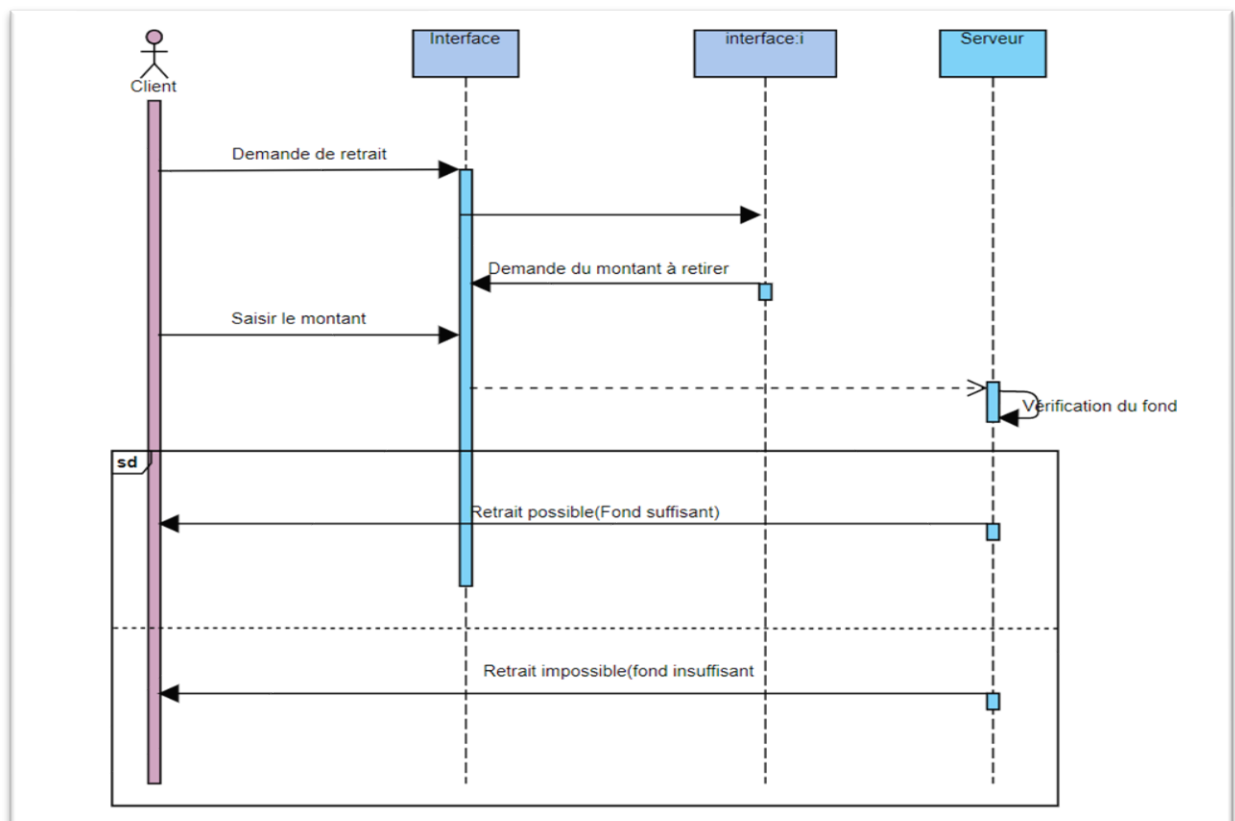 Client
Interface
interface:i
Serveur
Demande de retrait
Demande du montant à retirer
Saisir le montant
Vérification du fond
sd
Retrait possible(Fond suffisant)
Retrait impossible(fond insuffisant